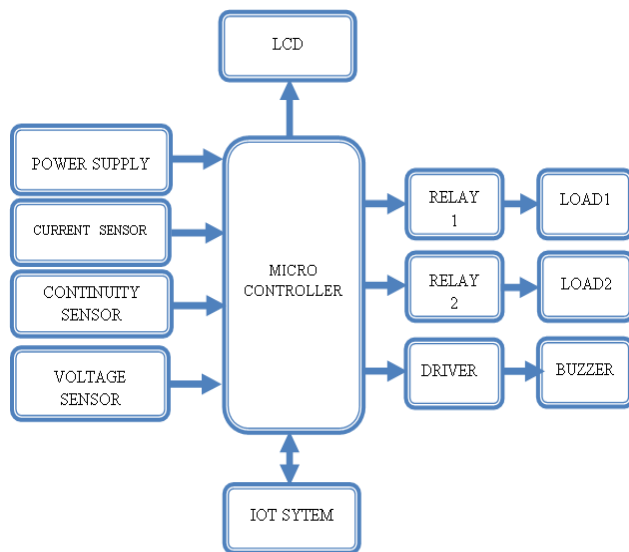 LCD
POWER SUPPLY
CURRENT SENSOR
CONTINUITY
SENSOR
VOLTAGE
SENSOR
MICRO
CONTROLLER
RELAY
1
LOAD1
RELAY
2
LOAD2
DRIVER
BUZZER
IOT SYTEM